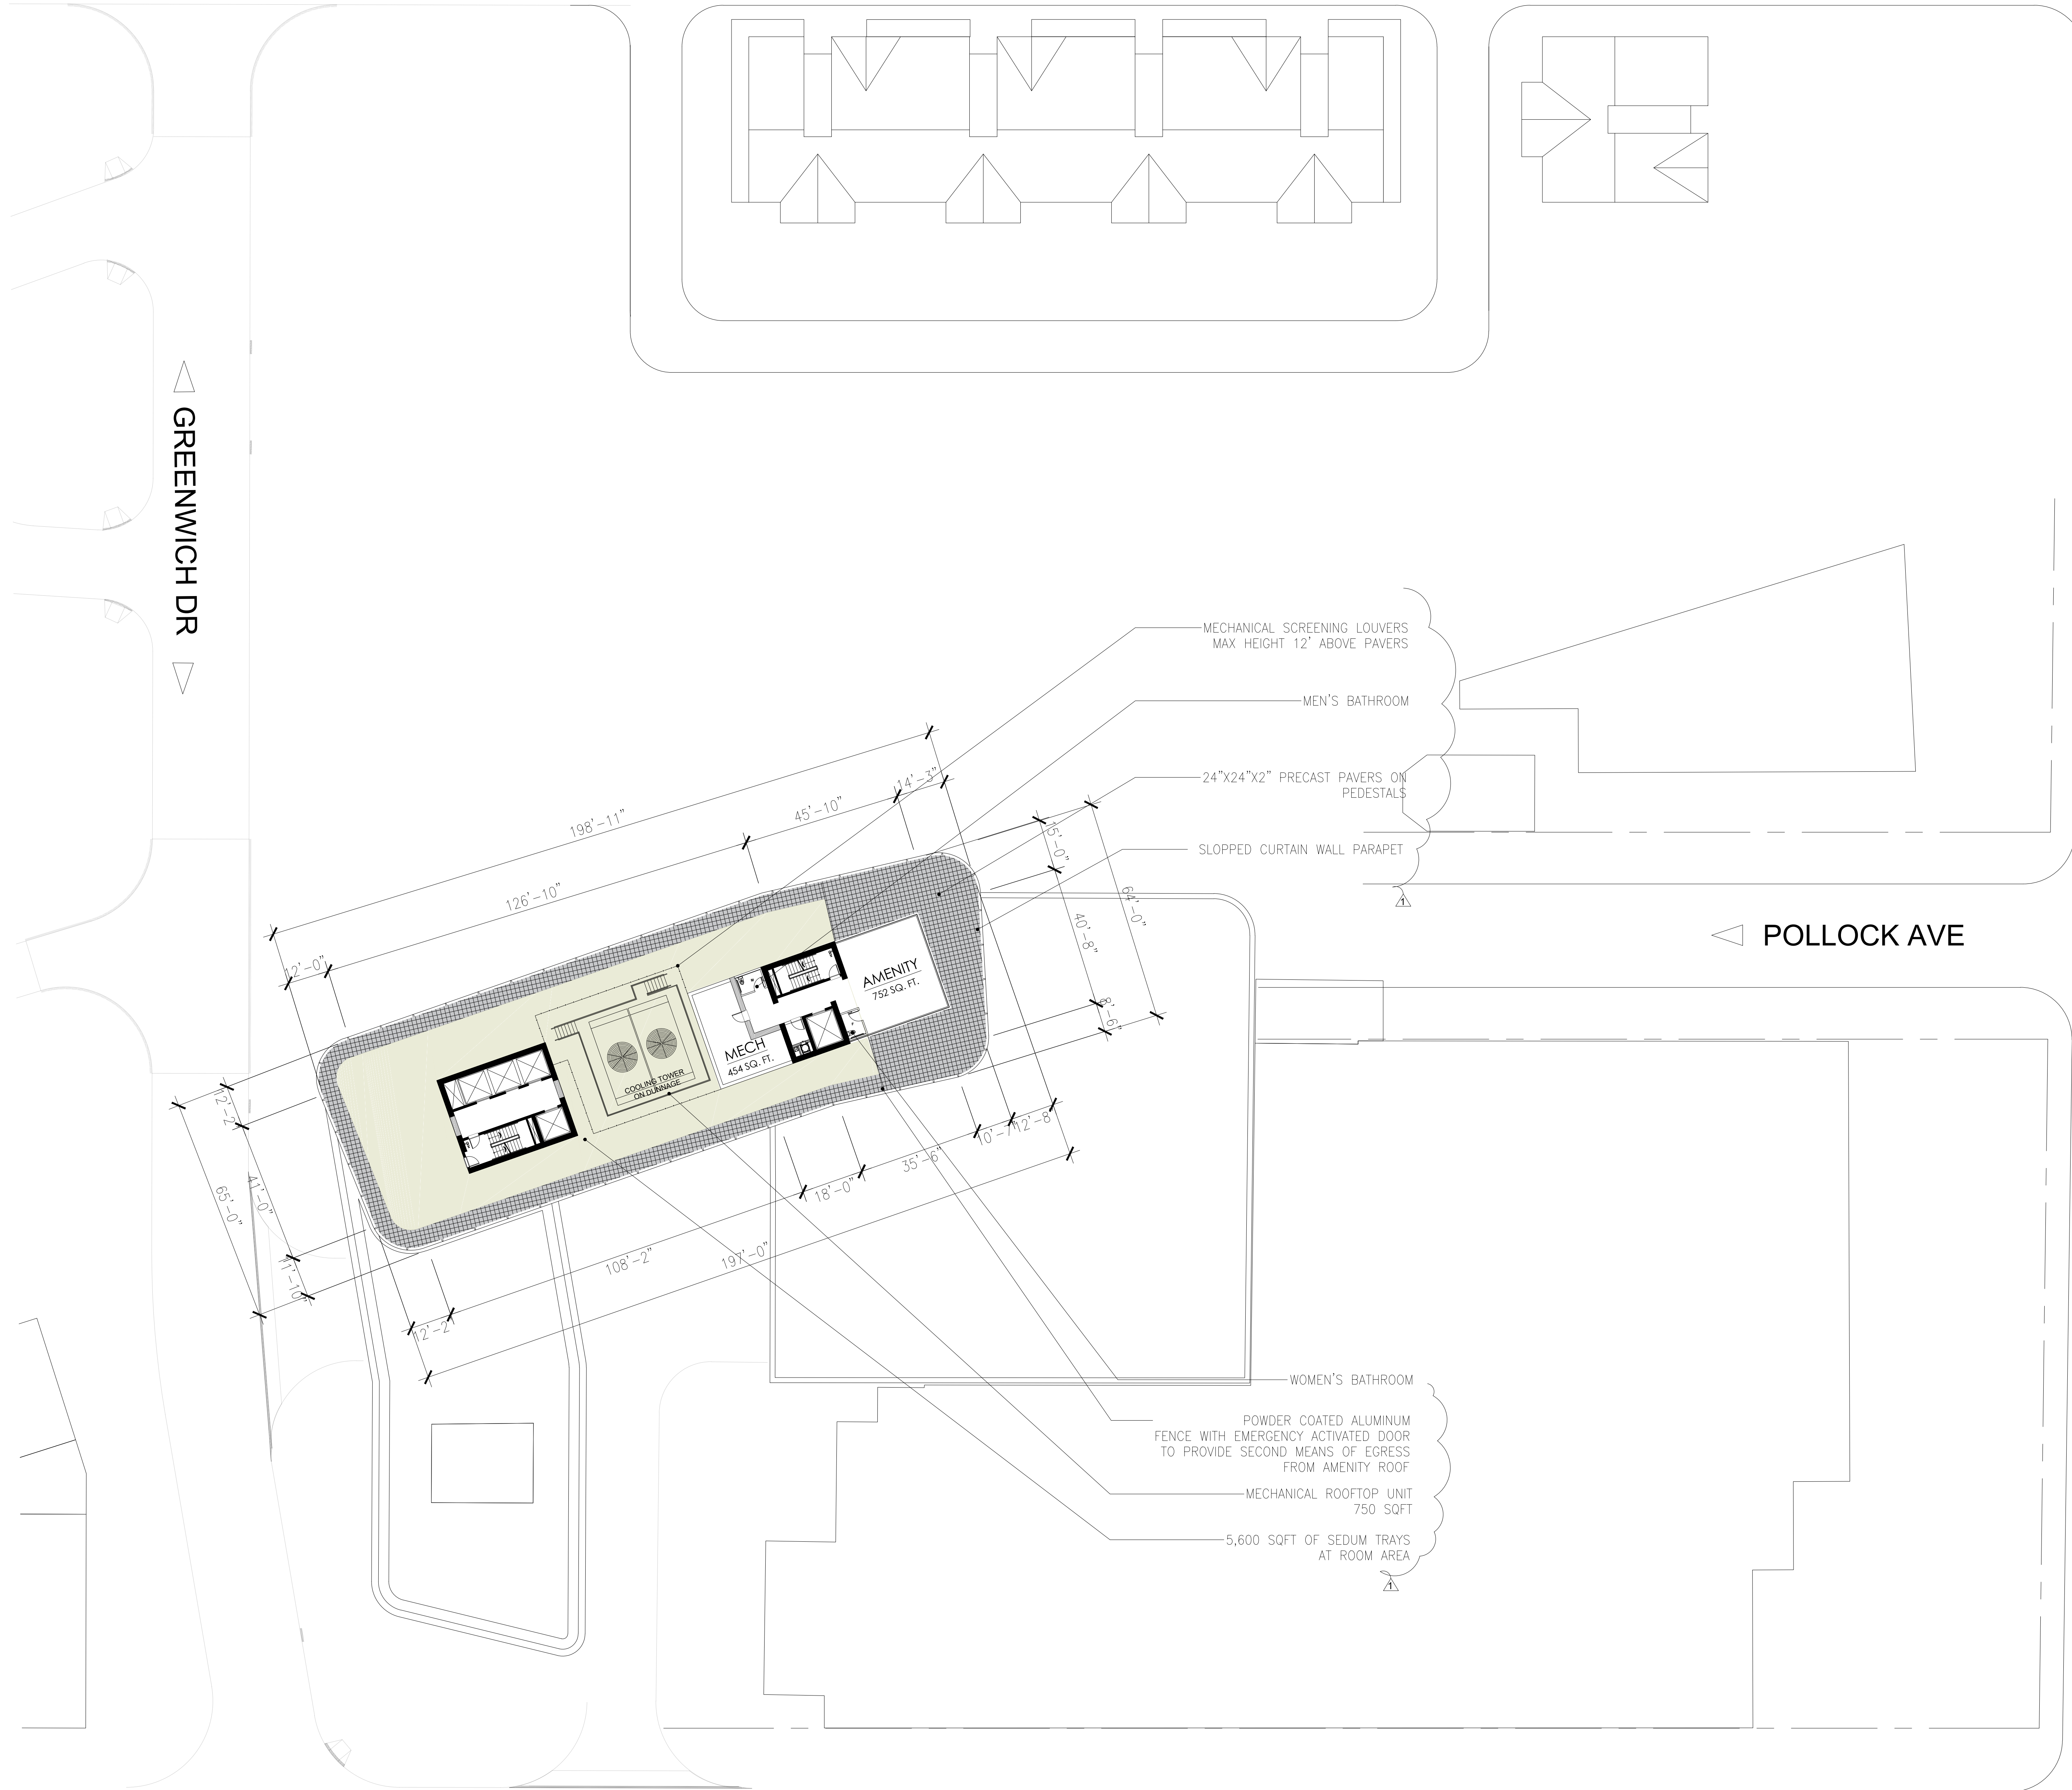 GREENWICH DR
MECHANICAL SCREENING LOUVERS
MAX HEIGHT 12' ABOVE PAVERS
MEN'S BATHROOM
24"X24"X2" PRECAST PAVERS ON
PEDESTALS
SLOPPED CURTAIN WALL PARAPET
1
POLLOCK AVE
198'-11"
14'-3"
45'-10"
126'-10"
12'-0"
15'-0"
64'-0"
40'-8"
8'-6"
AMENITY
752 SQ. FT.
MECH
454 SQ. FT.
COOLING TOWER
ON DUNNAGE
12'-2"
41'-0"
65'-0"
11'-10"
10'-7"
12'-8"
35'-6"
18'-0"
108'-2"
197'-0"
12'-2"
WOMEN'S BATHROOM
POWDER COATED ALUMINUM
FENCE WITH EMERGENCY ACTIVATED DOOR
TO PROVIDE SECOND MEANS OF EGRESS
FROM AMENITY ROOF
MECHANICAL ROOFTOP UNIT
750 SQFT
5,600 SQFT OF SEDUM TRAYS
AT ROOM AREA
1